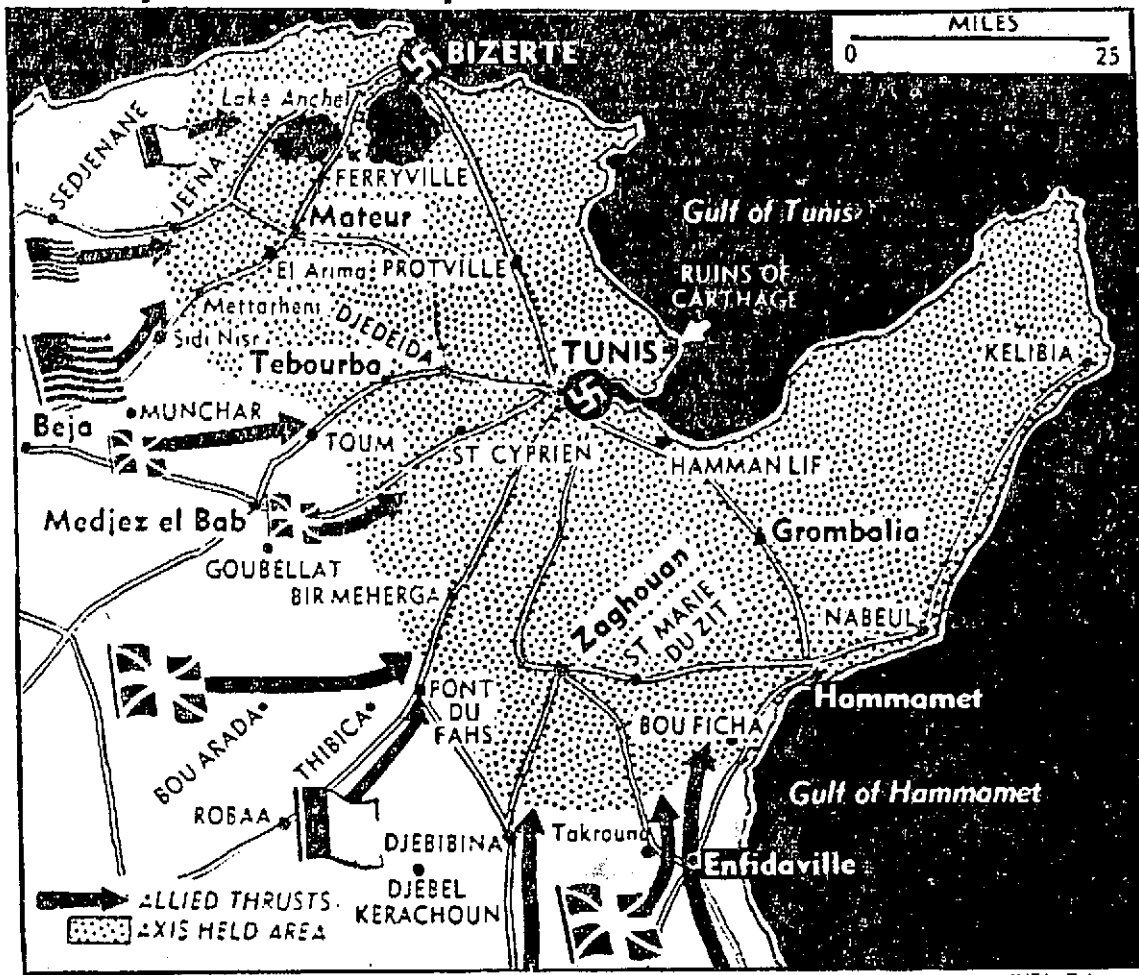 MILES
0 25
BIZERTE
Lake Anchel
SEDJENANE
JEFNA
FERRYVILLE
Mateur
Gulf of Tunis
El Arima
PROTVILLE
RUINS OF
CARTHAGE
Mettarheni
Sidi Nisr
DJEDEIDA
TUNIS
KELIBIA
Tebourba
MUNCHAR
Beja
TOUM
ST CYPRIEN
HAMMAN LIF
Medjez el Bab
Grombalia
GOUBELLAT
BIR MEHERGA
Zaghouan
ST MARIE
DU ZIT
NABEUL
FONT
DU
FAHS
Hammamet
BOU FICHA
BOU ARADA
THIBICA
Gulf of Hammamet
ROBAA
DJEBIBINA
Takrouna
Enfidaville
DJEBEL
KERACHOUN
ALLIED THRUSTS
AXIS HELD AREA